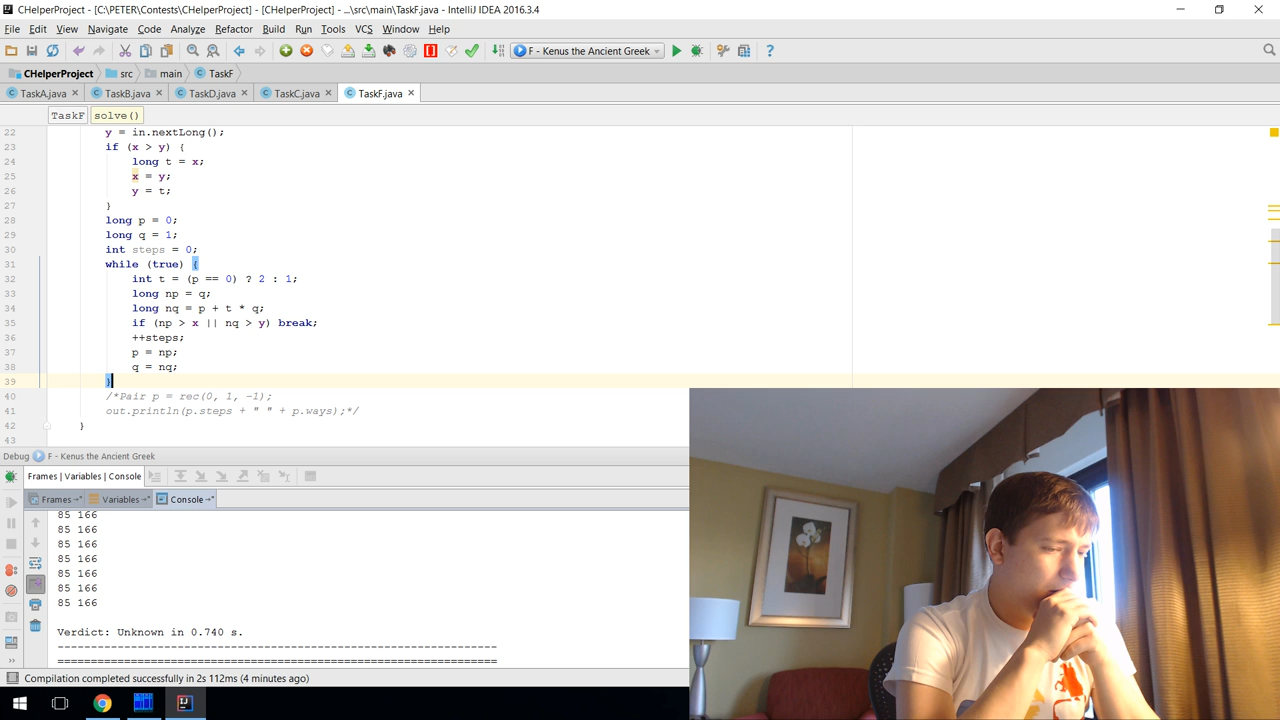 CHelperProject - [C:\PETER\Contests\CHelperProject] - [CHelperProject] - ...\src\main\TaskF.java - IntelliJ IDEA 2016.3.4
File Edit View Navigate Code Analyze Refactor Build Run Tools VCS Window Help
F - Kenus the Ancient Greek
CHelperProject src main TaskF
TaskA.java TaskB.java TaskD.java TaskC.java TaskF.java
TaskF solve()
22 y = in.nextLong();
23 if (x > y) {
24 long t = x;
25 x = y;
26 y = t;
27 }
28 long p = 0;
29 long q = 1;
30 int steps = 0;
31 while (true) {
32 int t = (p == 0) ? 2 : 1;
33 long np = q;
34 long nq = p + t * q;
35 if (np > x || nq > y) break;
36 ++steps;
37 p = np;
38 q = nq;
39 }
40 /*Pair p = rec(0, 1, -1);
41 out.println(p.steps + " " + p.ways);*/
42 }
43
Debug F - Kenus the Ancient Greek
Frames | Variables | Console
Frames Variables Console
85 166
85 166
85 166
85 166
85 166
85 166
85 166
Verdict: Unknown in 0.740 s.
------------------------------------------------------------------
==================================================================
Compilation completed successfully in 2s 112ms (4 minutes ago)